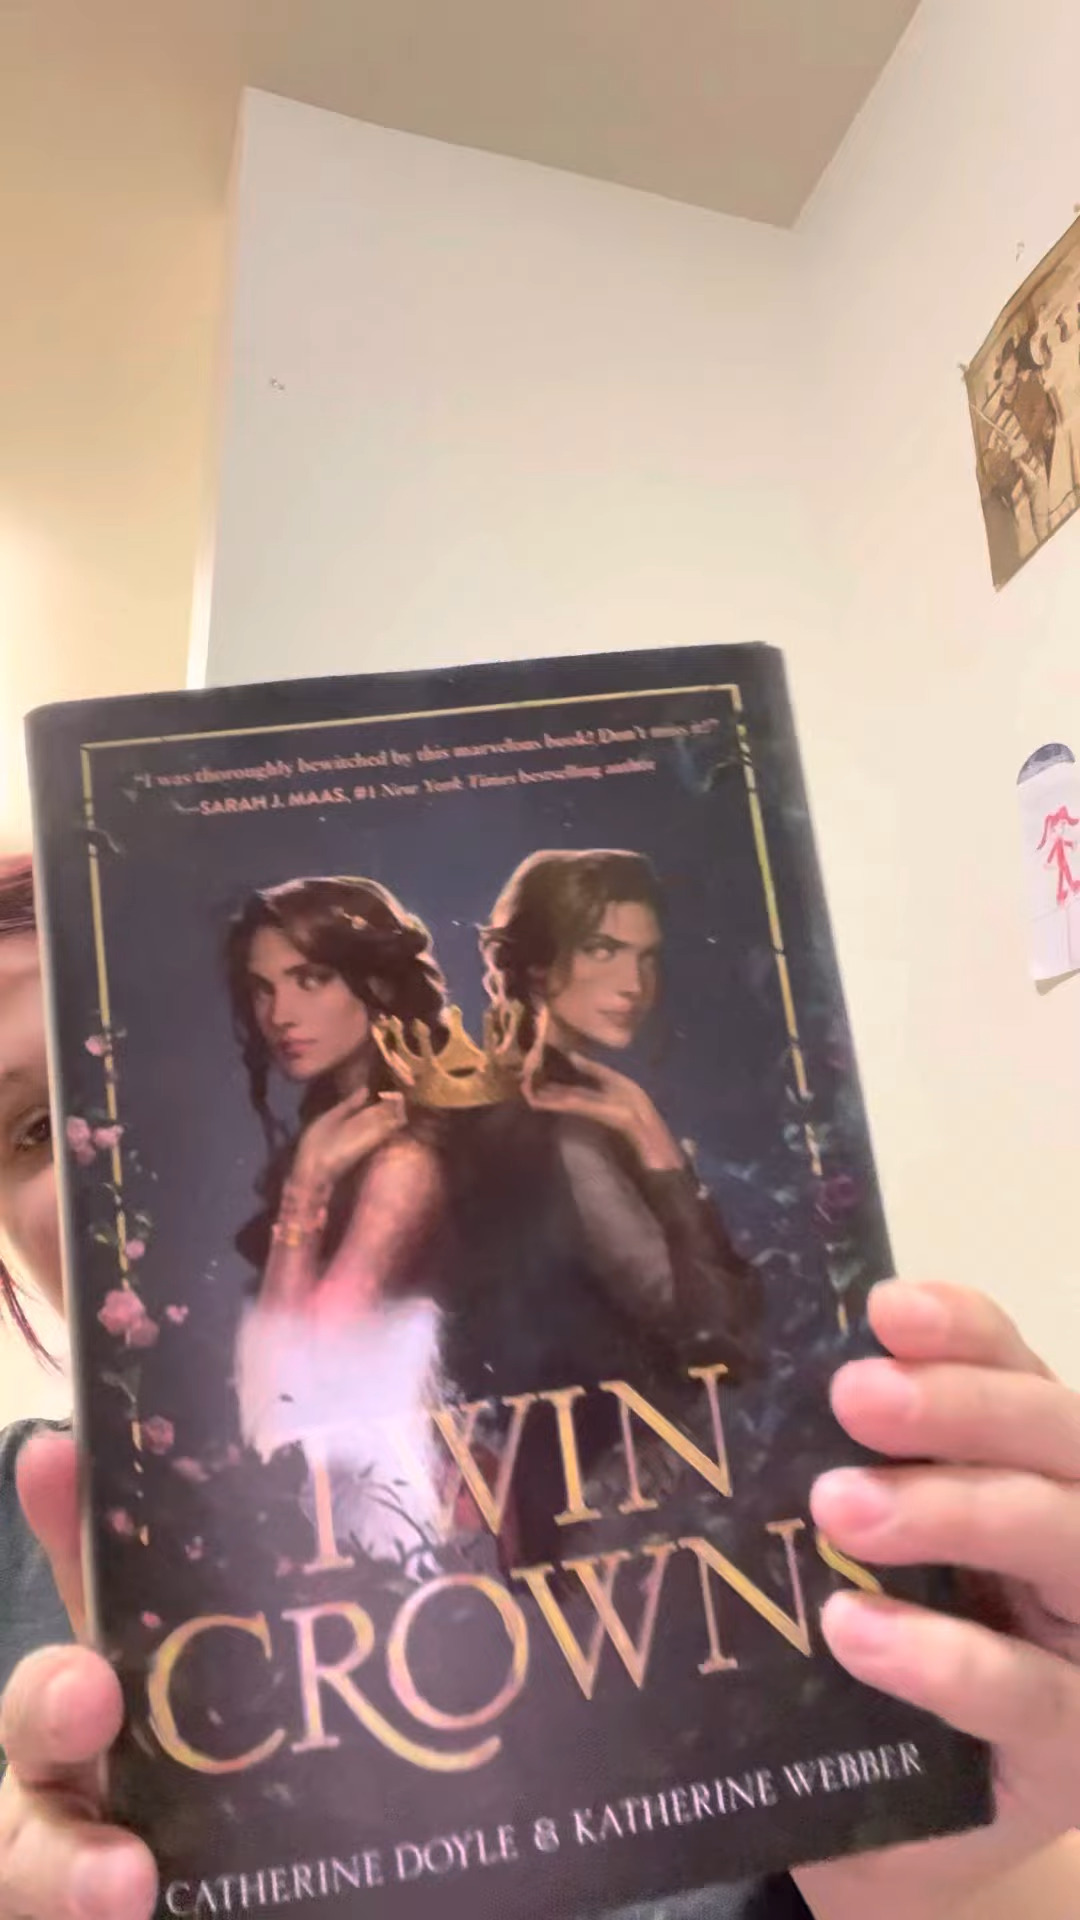 "I was thoroughly bewitched by this marvelous book! Don't miss it!"
—SARAH J. MAAS, #1 New York Times bestselling author
TWIN
CROWNS
CATHERINE DOYLE & KATHERINE WEBBER